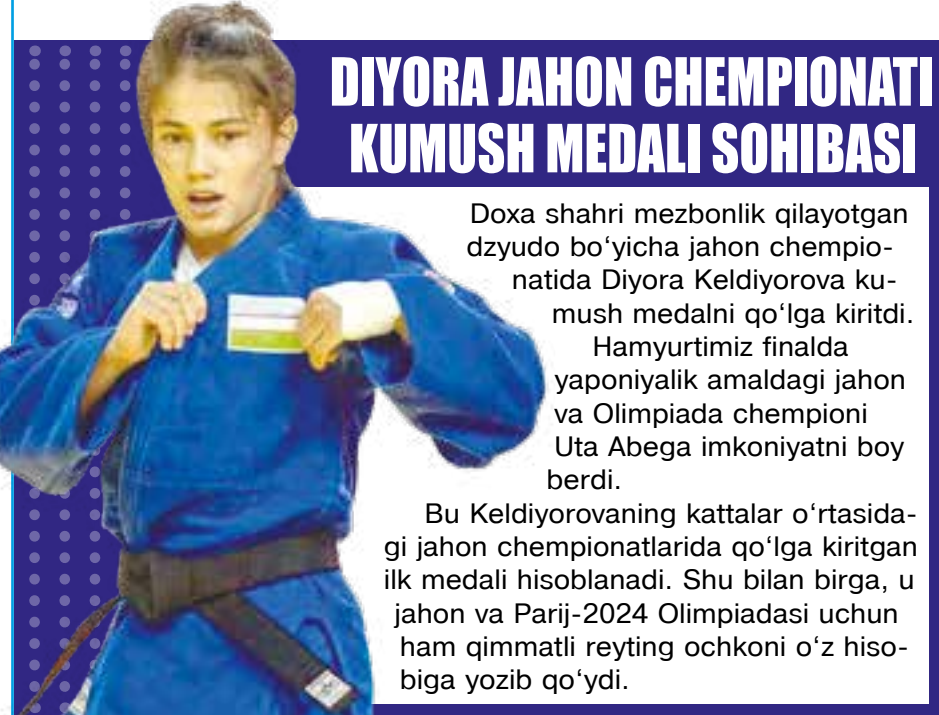 DIYORA JAHON CHEMPIONATI
KUMUSH MEDALI SOHIBASI
Doxa shahri mezbonlik qilayotgan
dzyudo bo‘yicha jahon chempio-
natida Diyora Keldiyorova ku-
mush medalni qo‘lga kiritdi.
Hamyurtimiz finalda
yaponiyalik amaldagi jahon
va Olimpiada chempioni
Uta Abega imkoniyatni boy
berdi.
Bu Keldiyorovaning kattalar o‘rtasida-
gi jahon chempionatlarida qo‘lga kiritgan
ilk medali hisoblanadi. Shu bilan birga, u
jahon va Parij-2024 Olimpiadasi uchun
ham qimmatli reyting ochkoni o‘z hiso-
biga yozib qo‘ydi.